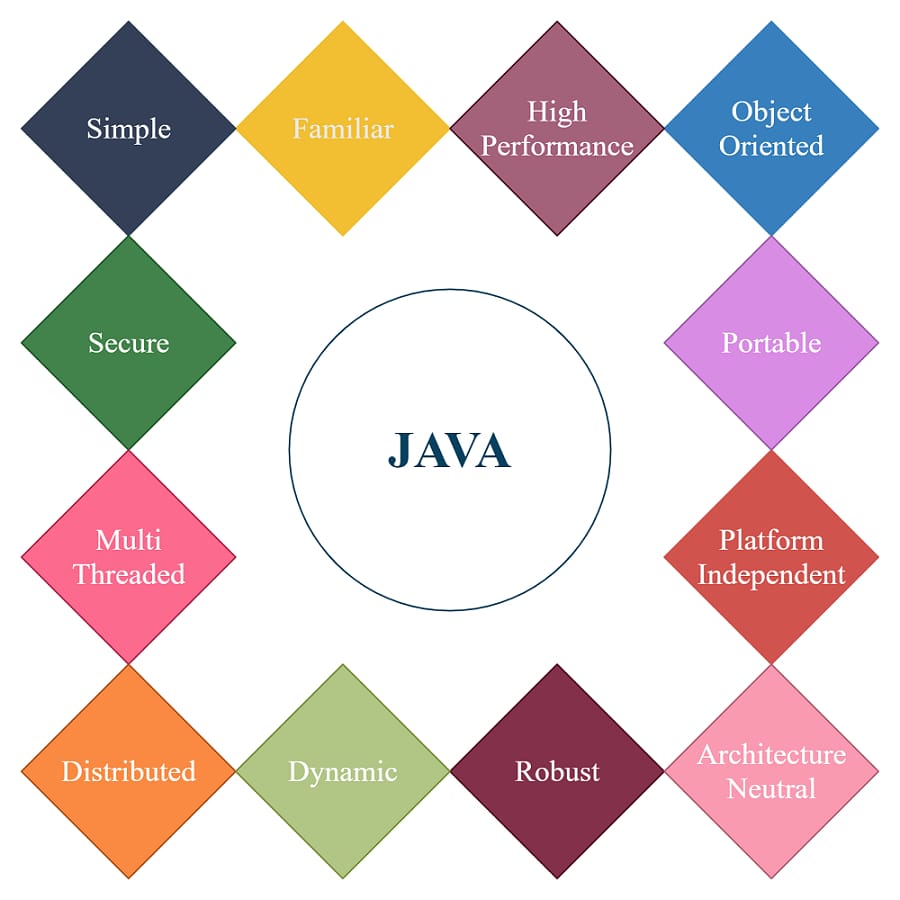 Simple
Familiar
High
Performance
Object
Oriented
Secure
Portable
JAVA
Multi
Threaded
Platform
Independent
Distributed
Dynamic
Robust
Architecture
Neutral